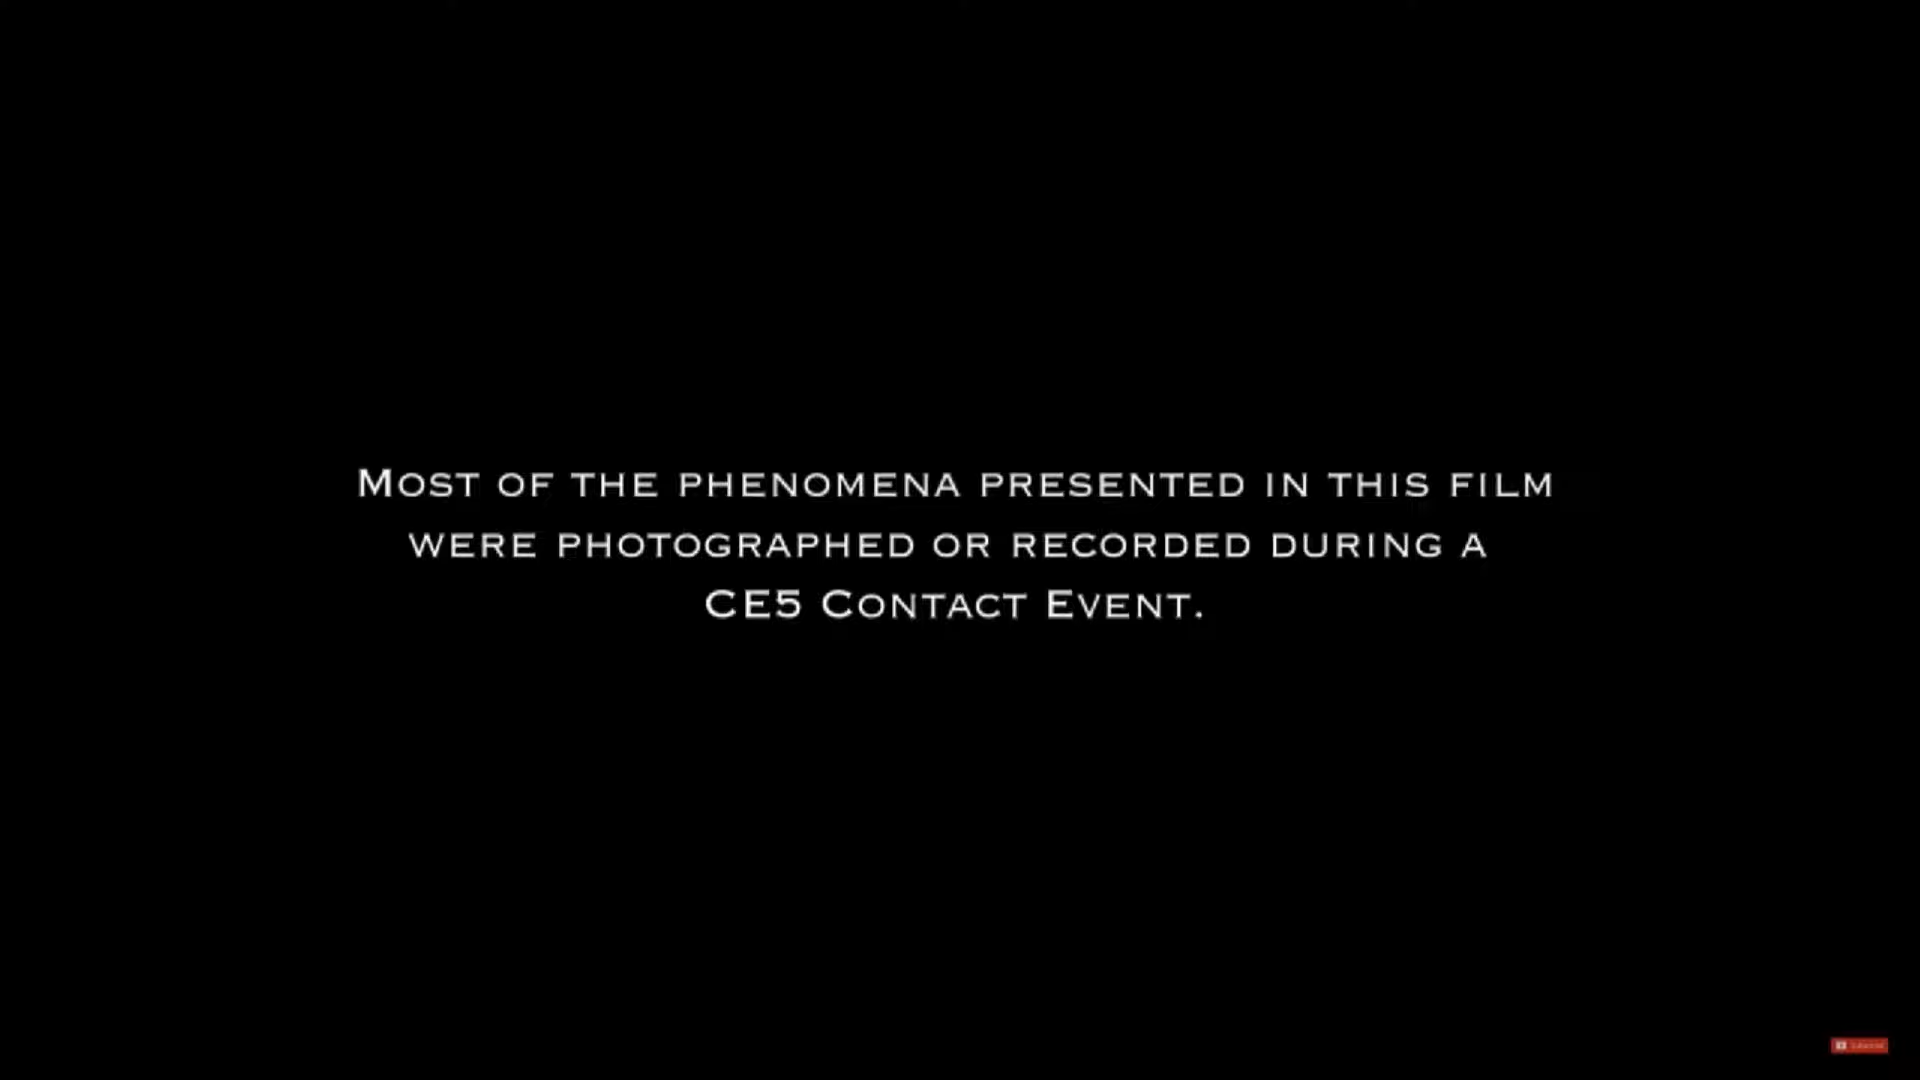 Most of the phenomena presented in this film
were photographed or recorded during a
CE5 Contact Event.